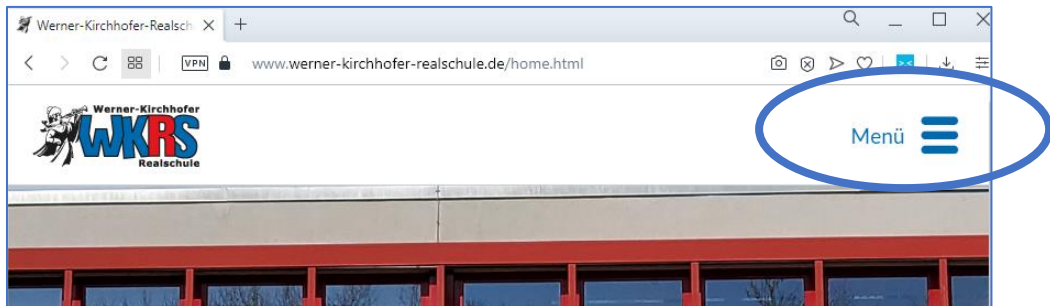 Werner-Kirchhofer-Realsch
VPN www.werner-kirchhofer-realschule.de/home.html
Werner-Kirchhofer
WKRS
Realschule
Menü